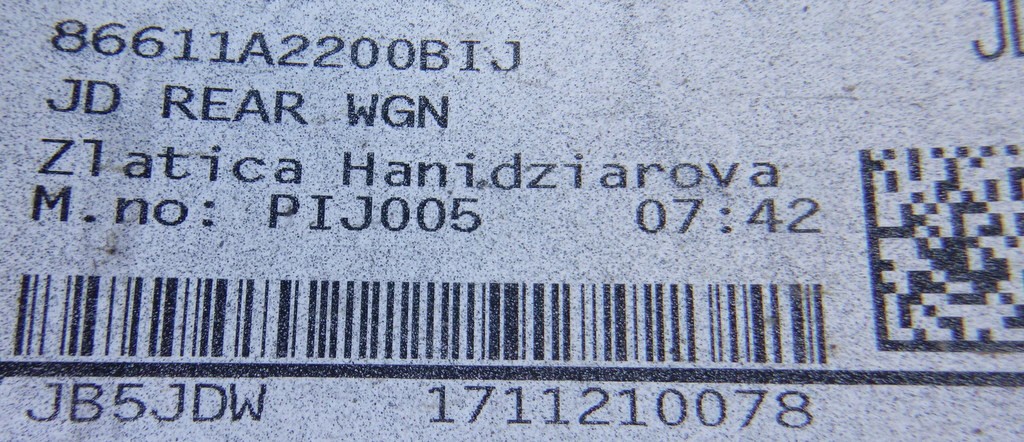 86611A2200BIJ
JD REAR WGN
Zlatica Hanidziarova
M.no: PIJ005 07:42
JB5JDW 1711210078